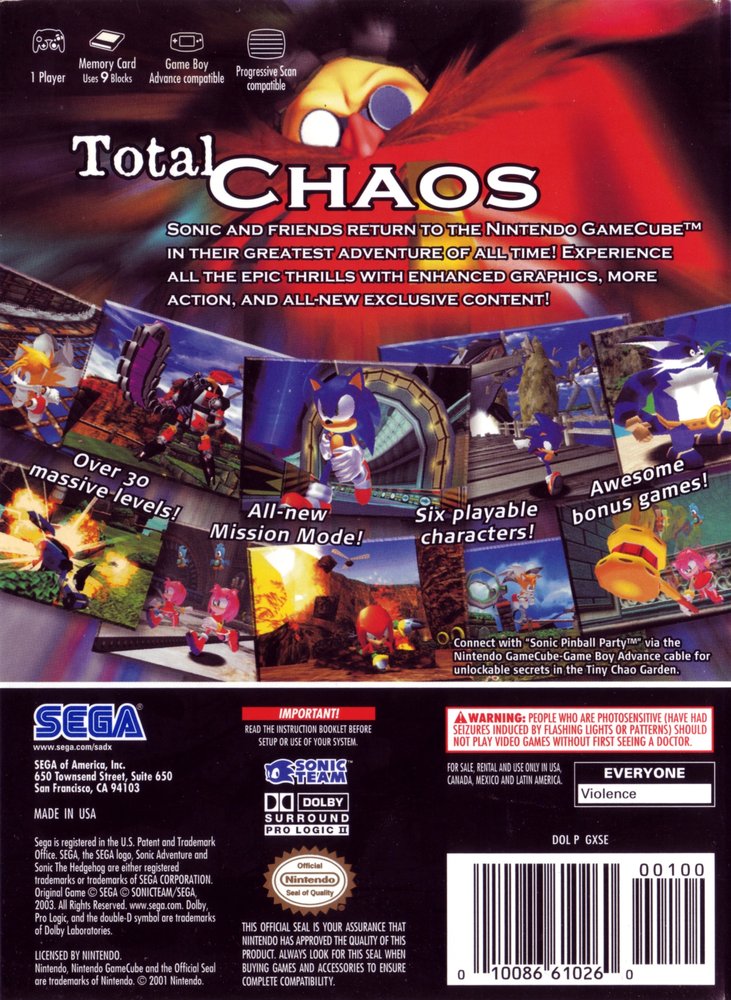 1 Player
Memory Card
Uses 9 Blocks
Game Boy
Advance compatible
Progressive Scan
compatible
Total CHAOS
SONIC AND FRIENDS RETURN TO THE NINTENDO GAMECUBE™
IN THEIR GREATEST ADVENTURE OF ALL TIME! EXPERIENCE
ALL THE EPIC THRILLS WITH ENHANCED GRAPHICS, MORE
ACTION, AND ALL-NEW EXCLUSIVE CONTENT!
Over 30
massive levels!
All-new
Mission Mode!
Six playable
characters!
Awesome
bonus games!
Connect with "Sonic Pinball Party™" via the
Nintendo GameCube-Game Boy Advance cable for
unlockable secrets in the Tiny Chao Garden.
SEGA®
www.sega.com/sadx
SEGA of America, Inc.
650 Townsend Street, Suite 650
San Francisco, CA 94103
MADE IN USA
Sega is registered in the U.S. Patent and Trademark
Office. SEGA, the SEGA logo, Sonic Adventure and
Sonic The Hedgehog are either registered
trademarks or trademarks of SEGA CORPORATION.
Original Game © SEGA © SONICTEAM/SEGA,
2003. All Rights Reserved. www.sega.com. Dolby,
Pro Logic, and the double-D symbol are trademarks
of Dolby Laboratories.
LICENSED BY NINTENDO.
Nintendo, Nintendo GameCube and the Official Seal
are trademarks of Nintendo. © 2001 Nintendo.
IMPORTANT!
READ THE INSTRUCTION BOOKLET BEFORE
SETUP OR USE OF YOUR SYSTEM.
SONIC
TEAM™
DOLBY
SURROUND
PRO LOGIC II
Official
Nintendo
Seal of Quality
THIS OFFICIAL SEAL IS YOUR ASSURANCE THAT
NINTENDO HAS APPROVED THE QUALITY OF THIS
PRODUCT. ALWAYS LOOK FOR THIS SEAL WHEN
BUYING GAMES AND ACCESSORIES TO ENSURE
COMPLETE COMPATIBILITY.
WARNING: PEOPLE WHO ARE PHOTOSENSITIVE (HAVE HAD
SEIZURES INDUCED BY FLASHING LIGHTS OR PATTERNS) SHOULD
NOT PLAY VIDEO GAMES WITHOUT FIRST SEEING A DOCTOR.
FOR SALE, RENTAL AND USE ONLY IN USA,
CANADA, MEXICO AND LATIN AMERICA.
EVERYONE
Violence
DOL P GXSE
00100
0 10086 61026 0